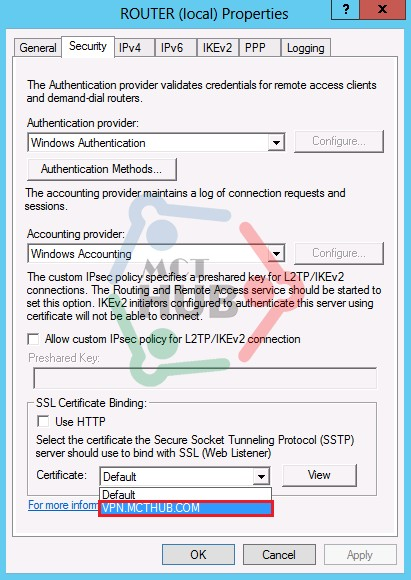 ROUTER (local) Properties
?
X
General Security IPv4 IPv6 IKEv2 PPP Logging
The Authentication provider validates credentials for remote access clients
and demand-dial routers.
Authentication provider:
Windows Authentication
Configure...
Authentication Methods...
The accounting provider maintains a log of connection requests and
sessions.
Accounting provider:
Windows Accounting
Configure...
MCT
HUB
The custom IPsec policy specifies a preshared key for L2TP/IKEv2
connections. The Routing and Remote Access service should be started to
set this option. IKEv2 initiators configured to authenticate this server using
certificate will not be able to connect.
Allow custom IPsec policy for L2TP/IKEv2 connection
Preshared Key:
SSL Certificate Binding:
Use HTTP
Select the certificate the Secure Socket Tunneling Protocol (SSTP)
server should use to bind with SSL (Web Listener)
Certificate:
Default
View
Default
VPN.MCTHUB.COM
For more inform
OK Cancel Apply